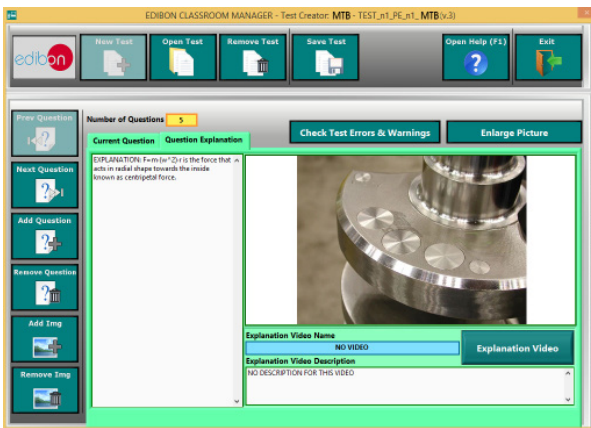 EDIBON CLASSROOM MANAGER - Test Creator: MTB - TEST_n1_PE_n1_ MTB(v.3)
edibon
New Test
Open Test
Remove Test
Save Test
Open Help (F1)
Exit
Prev Question
Number of Questions 5
Current Question
Question Explanation
Check Test Errors & Warnings
Enlarge Picture
EXPLANATION: F=m·(w^2)·r is the force that
acts in radial shape towards the inside
known as centripetal force.
Next Question
Add Question
Remove Question
Add Img
Remove Img
Explanation Video Name
NO VIDEO
Explanation Video
Explanation Video Description
NO DESCRIPTION FOR THIS VIDEO